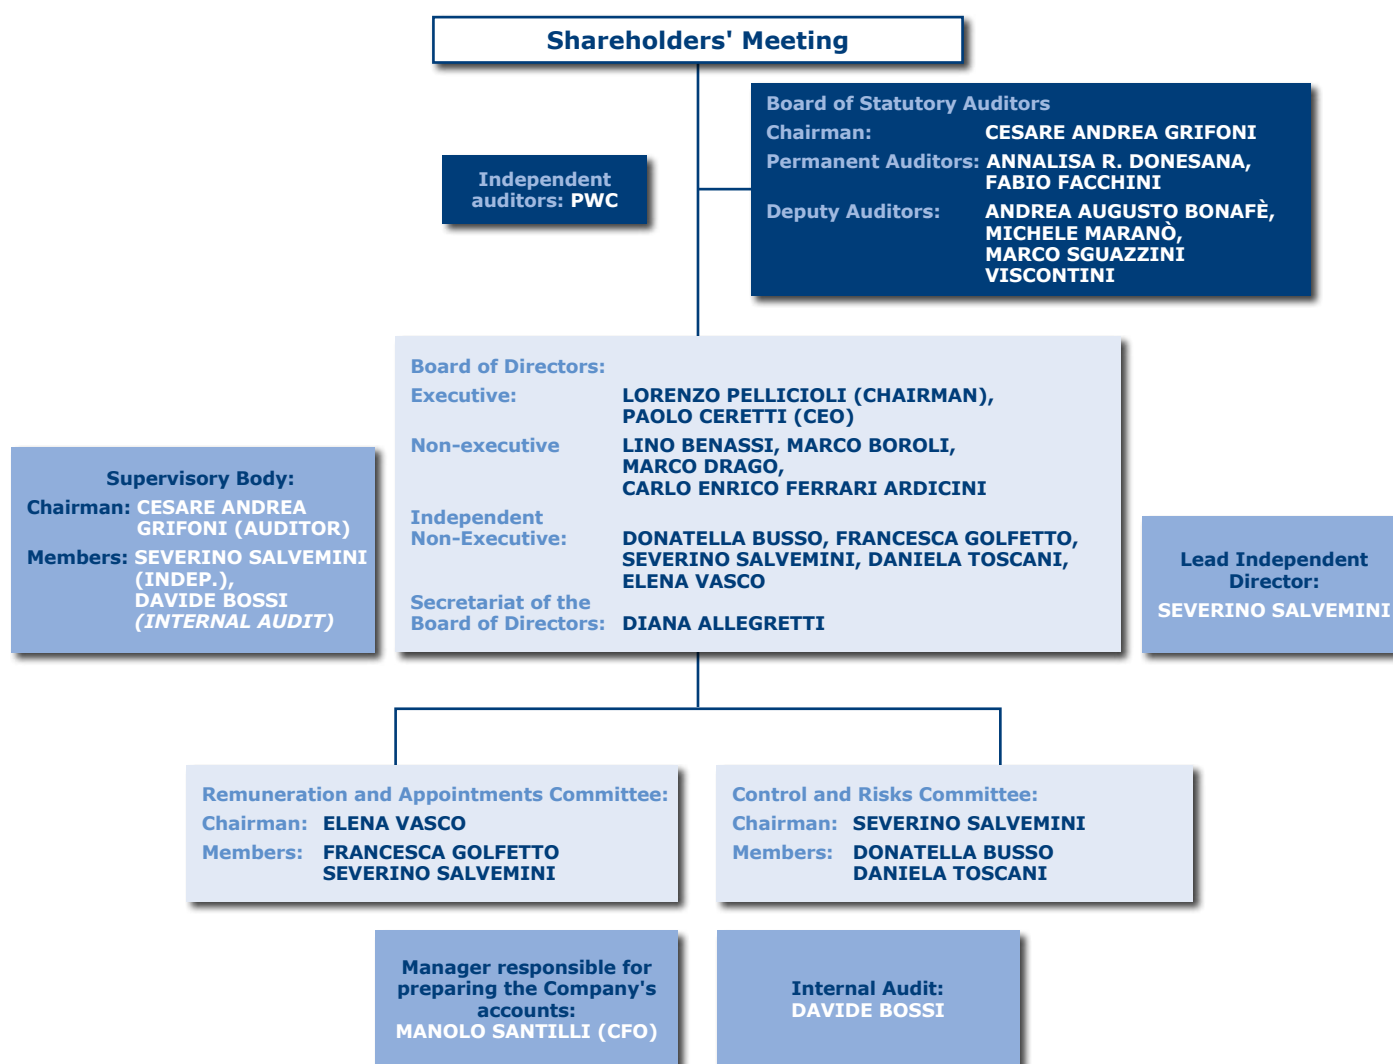 Shareholders' Meeting
Board of Statutory Auditors
Chairman: CESARE ANDREA GRIFONI
Permanent Auditors: ANNALISA R. DONESANA,
FABIO FACCHINI
Deputy Auditors: ANDREA AUGUSTO BONAFÈ,
MICHELE MARANÒ,
MARCO SGUAZZINI
VISCONTINI
Independent
auditors: PWC
Board of Directors:
Executive: LORENZO PELLICIOLI (CHAIRMAN),
PAOLO CERETTI (CEO)
Non-executive LINO BENASSI, MARCO BOROLI,
MARCO DRAGO,
CARLO ENRICO FERRARI ARDICINI
Independent
Non-Executive: DONATELLA BUSSO, FRANCESCA GOLFETTO,
SEVERINO SALVEMINI, DANIELA TOSCANI,
ELENA VASCO
Secretariat of the
Board of Directors: DIANA ALLEGRETTI
Supervisory Body:
Chairman: CESARE ANDREA
GRIFONI (AUDITOR)
Members: SEVERINO SALVEMINI
(INDEP.),
DAVIDE BOSSI
(INTERNAL AUDIT)
Lead Independent
Director:
SEVERINO SALVEMINI
Remuneration and Appointments Committee:
Chairman: ELENA VASCO
Members: FRANCESCA GOLFETTO
SEVERINO SALVEMINI
Control and Risks Committee:
Chairman: SEVERINO SALVEMINI
Members: DONATELLA BUSSO
DANIELA TOSCANI
Manager responsible for
preparing the Company's
accounts:
MANOLO SANTILLI (CFO)
Internal Audit:
DAVIDE BOSSI